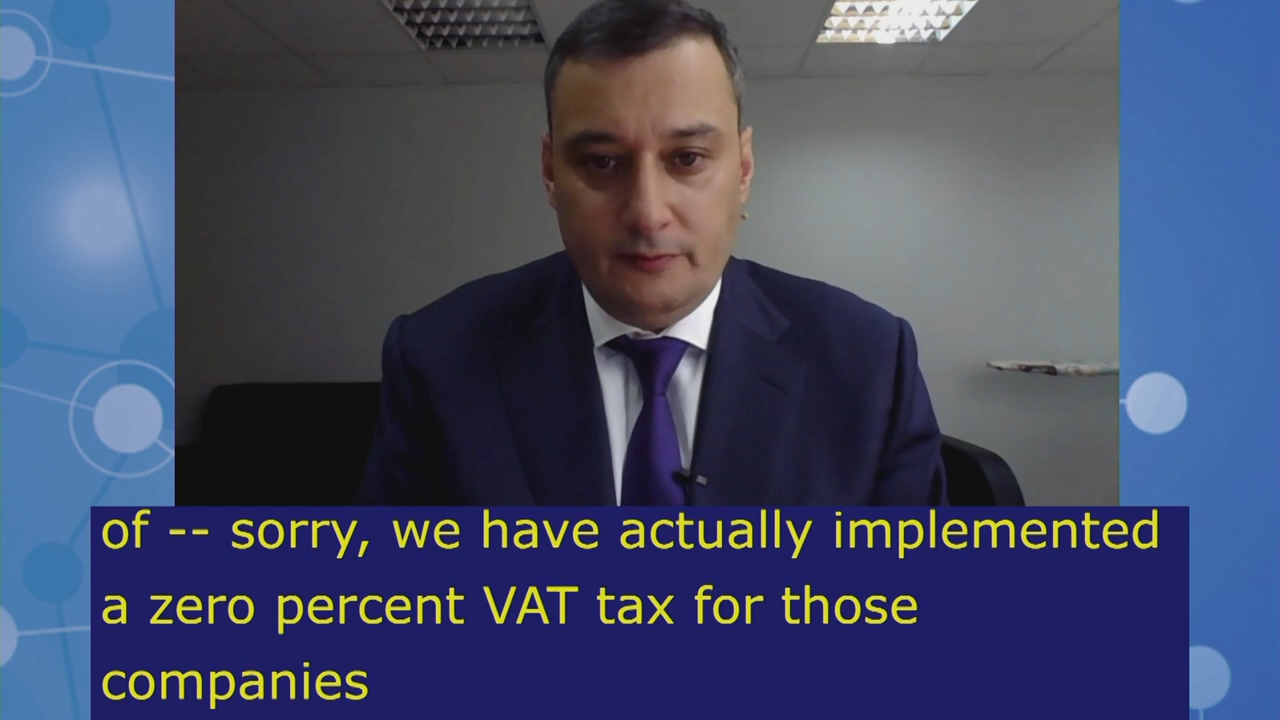 of -- sorry, we have actually implemented
a zero percent VAT tax for those
companies